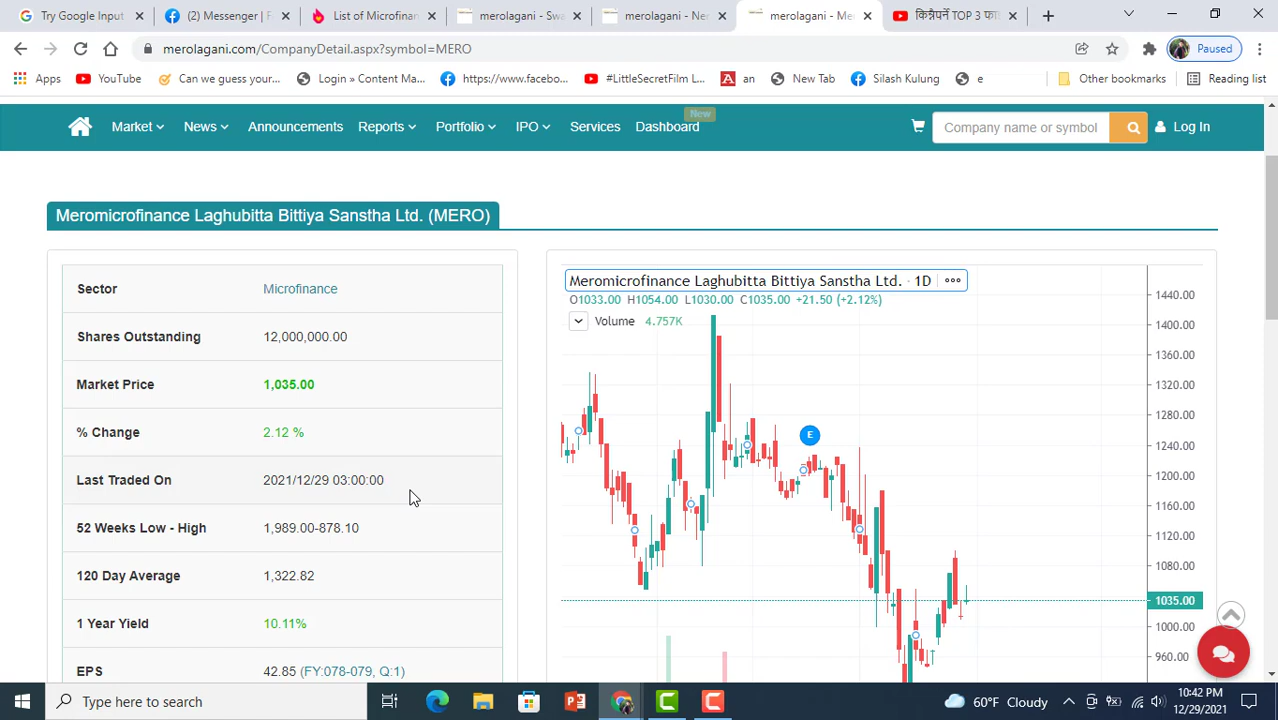 Try Google Input
(2) Messenger | F
List of Microfinan
merolagani - Swa
merolagani - Ner
merolagani - Me
किन्नैपर्ने TOP 3 फा
merolagani.com/CompanyDetail.aspx?symbol=MERO
Paused
Apps
YouTube
Can we guess your...
Login » Content Ma...
https://www.facebo...
#LittleSecretFilm L...
an
New Tab
Silash Kulung
e
Other bookmarks
Reading list
New
Market
News
Announcements
Reports
Portfolio
IPO
Services
Dashboard
Company name or symbol
Log In
Meromicrofinance Laghubitta Bittiya Sanstha Ltd. (MERO)
Sector Microfinance
Shares Outstanding 12,000,000.00
Market Price 1,035.00
% Change 2.12 %
Last Traded On 2021/12/29 03:00:00
52 Weeks Low - High 1,989.00-878.10
120 Day Average 1,322.82
1 Year Yield 10.11%
EPS 42.85 (FY:078-079, Q:1)
Meromicrofinance Laghubitta Bittiya Sanstha Ltd. · 1D
O1033.00 H1054.00 L1030.00 C1035.00 +21.50 (+2.12%)
Volume 4.757K
E
1440.00
1400.00
1360.00
1320.00
1280.00
1240.00
1200.00
1160.00
1120.00
1080.00
1035.00
1000.00
960.00
Type here to search
60°F Cloudy
10:42 PM
12/29/2021